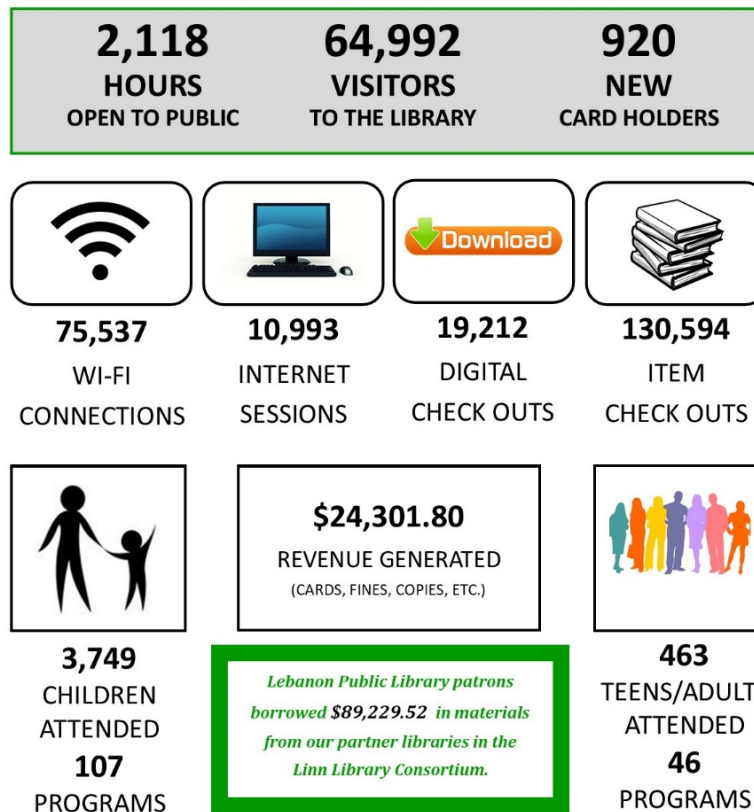 2,118
HOURS
OPEN TO PUBLIC
64,992
VISITORS
TO THE LIBRARY
920
NEW
CARD HOLDERS
75,537
WI-FI
CONNECTIONS
10,993
INTERNET
SESSIONS
Download
19,212
DIGITAL
CHECK OUTS
130,594
ITEM
CHECK OUTS
3,749
CHILDREN
ATTENDED
107
PROGRAMS
$24,301.80
REVENUE GENERATED
(CARDS, FINES, COPIES, ETC.)
Lebanon Public Library patrons
borrowed $89,229.52 in materials
from our partner libraries in the
Linn Library Consortium.
463
TEENS/ADULT
ATTENDED
46
PROGRAMS